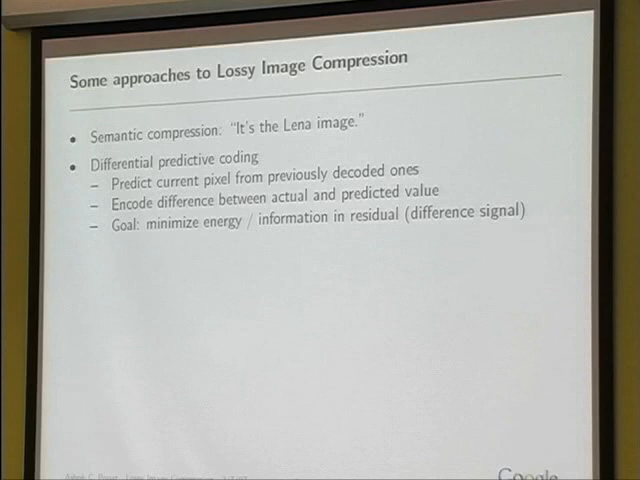 Some approaches to Lossy Image Compression
• Semantic compression: "It's the Lena image."
• Differential predictive coding
– Predict current pixel from previously decoded ones
– Encode difference between actual and predicted value
– Goal: minimize energy / information in residual (difference signal)
Google